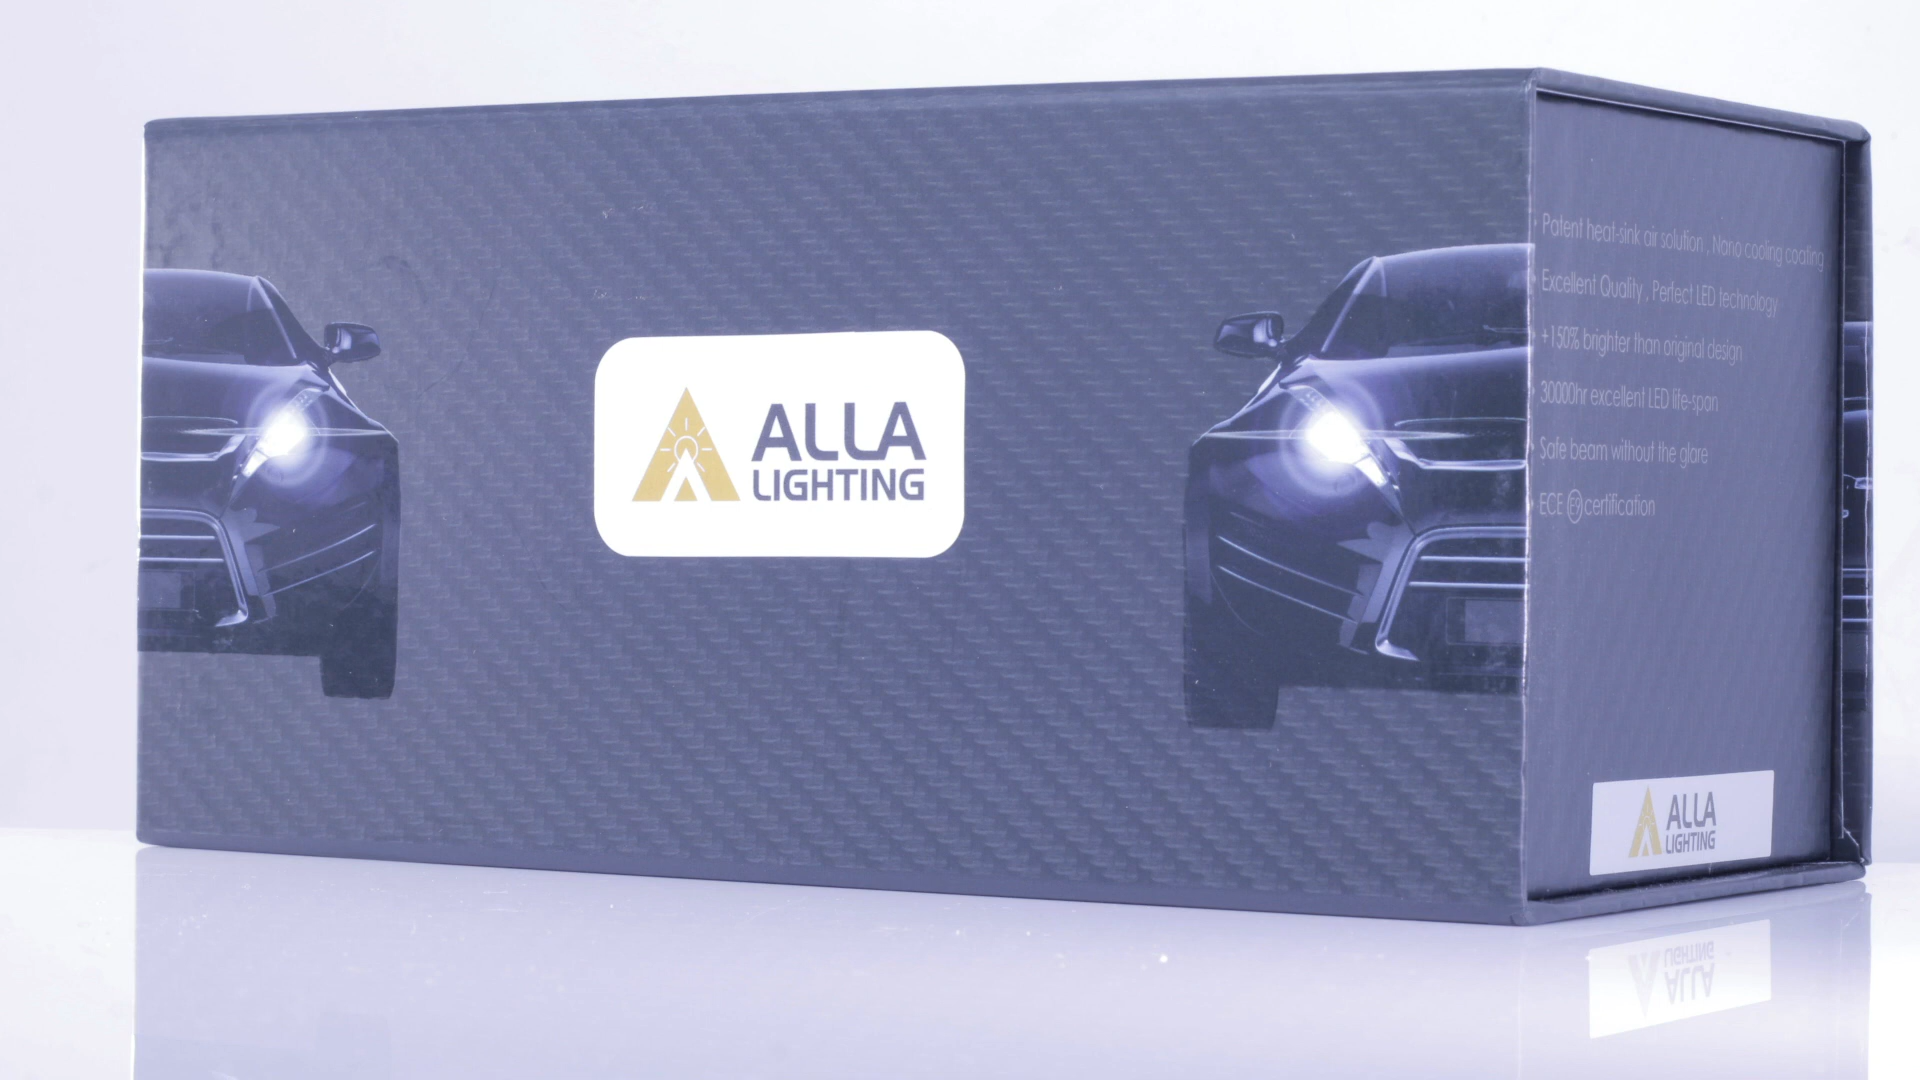 ALLA
LIGHTING
Patent heat-sink air solution , Nano cooling coating
Excellent Quality , Perfect LED technology
+150% brighter than original design
30000hr excellent LED life-span
Safe beam without the glare
ECE E9 certification
ALLA
LIGHTING